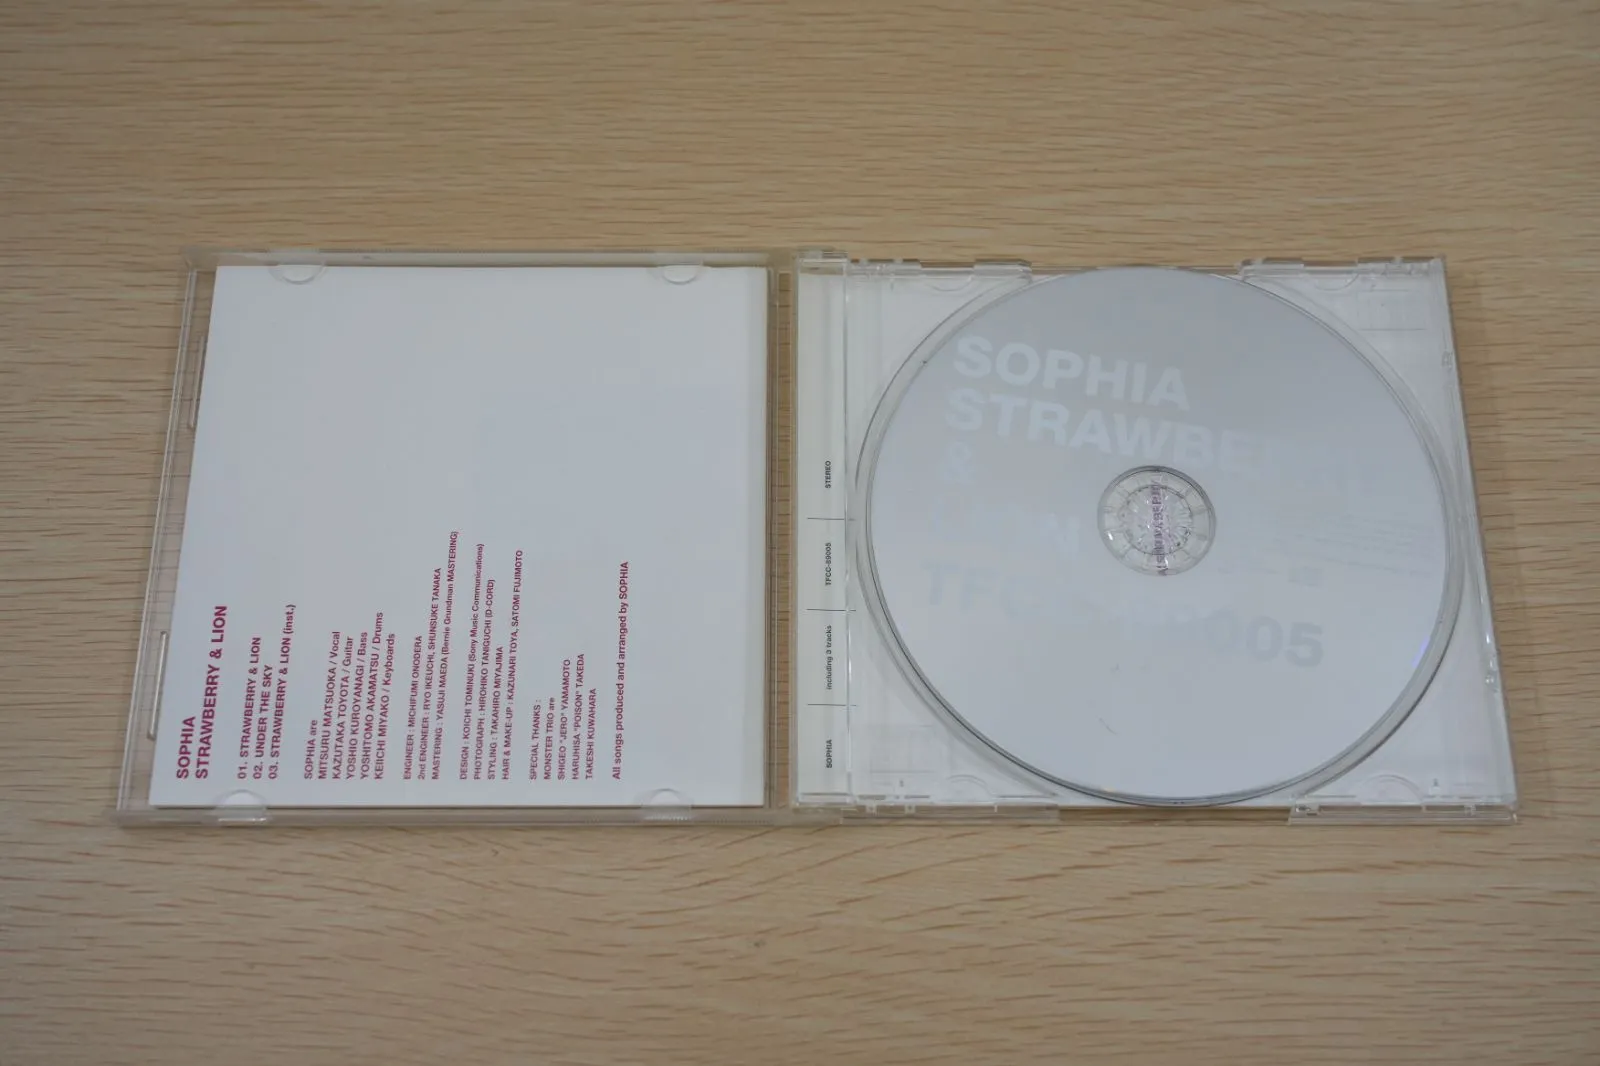 SOPHIA
STRAWBERRY & LION
01. STRAWBERRY & LION
02. UNDER THE SKY
03. STRAWBERRY & LION (inst.)
SOPHIA are
MITSURU MATSUOKA / Vocal
KAZUTAKA TOYOTA / Guitar
YOSHIO KUROYANAGI / Bass
YOSHITOMO AKAMATSU / Drums
KEIICHI MIYAKO / Keyboards
ENGINEER : MICHIFUMI ONODERA
2nd ENGINEER : RYO IKEUCHI, SHUNSUKE TANAKA
MASTERING : YASUJI MAEDA (Bernie Grundman MASTERING)
DESIGN : KOICHI TOMINUKI (Sony Music Communications)
PHOTOGRAPH : HIROHIKO TANIGUCHI (D-CORD)
STYLING : TAKAHIRO MIYAJIMA
HAIR & MAKE-UP : KAZUNARI TOYA, SATOMI FUJIMOTO
SPECIAL THANKS :
MONSTER TRIO are
SHIGEO "JERO" YAMAMOTO
HARUHISA "POISON" TAKEDA
TAKESHI KUWAHARA
All songs produced and arranged by SOPHIA
SOPHIA
including 3 tracks
TFCC-89005
STEREO
SOPHIA
STRAWBERRY
&
LION
TFCC-89005